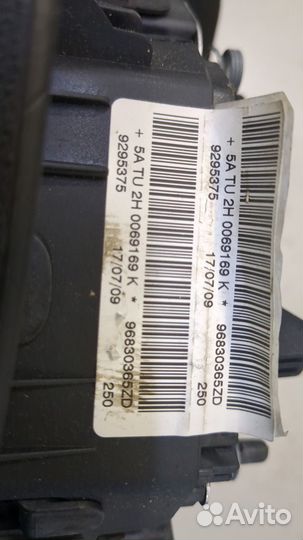 + 5A TU 2H 0069169 K *
9295375
17/07/09
96830365ZD
250
+ 5A TU 2H 0069169 K *
9295375
17/07/09
96830365ZD
250
Avito